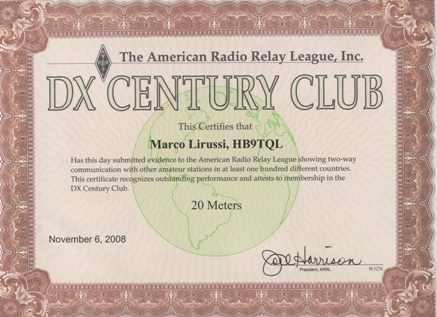 The American Radio Relay League, Inc.
DX CENTURY CLUB
This Certifies that
Marco Lirussi, HB9TQL
Has this day submitted evidence to the American Radio Relay League showing two-way
communication with other amateur stations in at least one hundred different countries.
This certificate recognizes outstanding performance and attests to membership in the
DX Century Club.
20 Meters
November 6, 2008
Joel Harrison
President, ARRL W5ZN